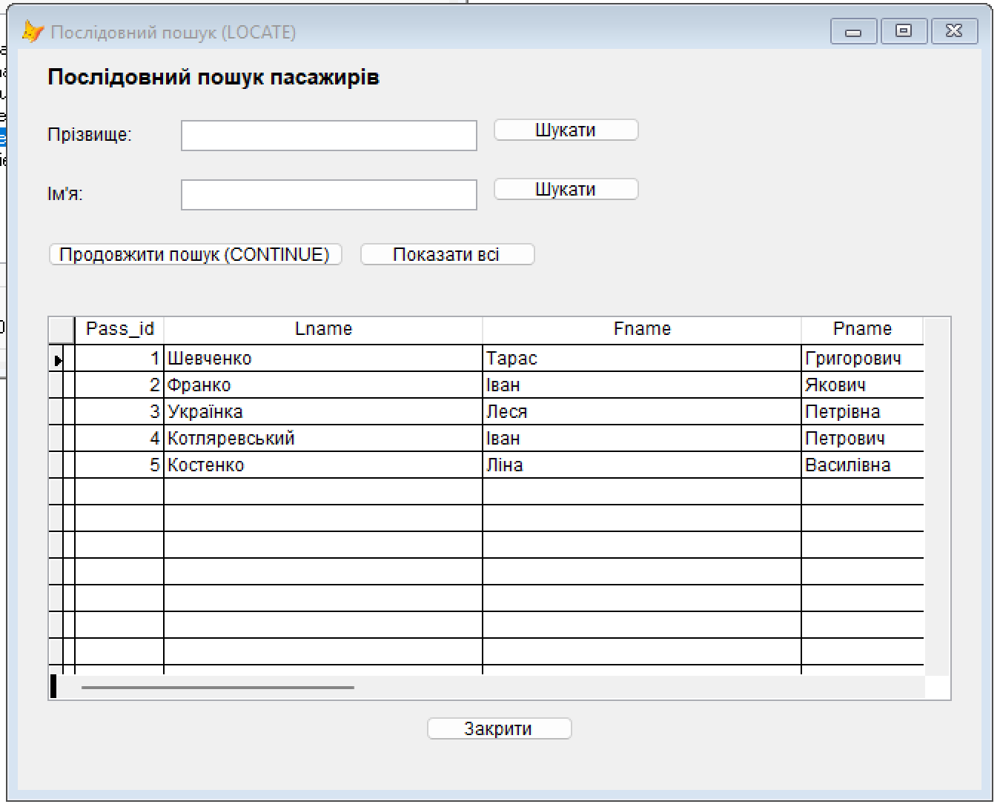 Послідовний пошук (LOCATE)
Послідовний пошук пасажирів
Прізвище: Шукати
Ім'я: Шукати
Продовжити пошук (CONTINUE) Показати всі
Pass_id Lname Fname Pname
1 Шевченко Тарас Григорович
2 Франко Іван Якович
3 Українка Леся Петрівна
4 Котляревський Іван Петрович
5 Костенко Ліна Василівна
Закрити